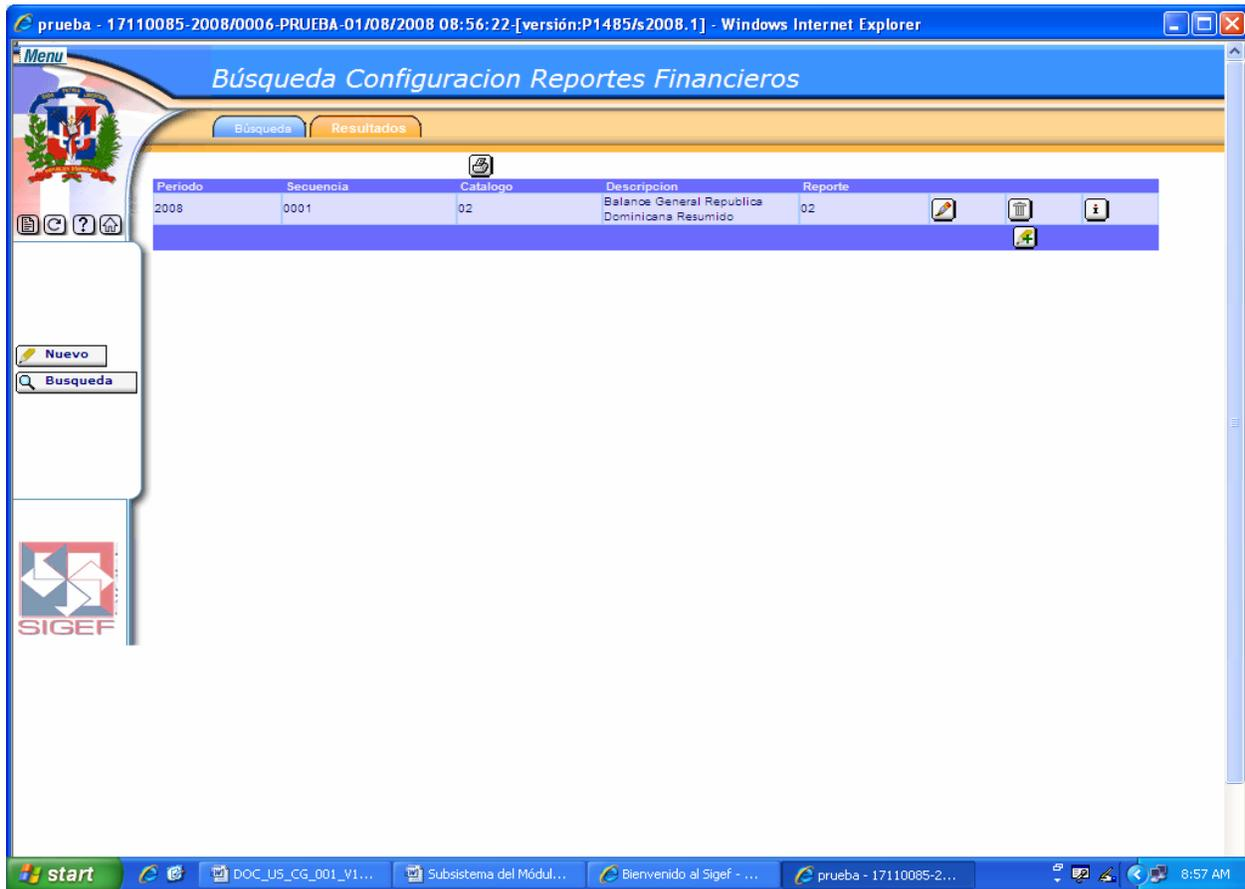 prueba - 17110085-2008/0006-PRUEBA-01/08/2008 08:56:22-[versión:P1485/s2008.1] - Windows Internet Explorer
Menu
Búsqueda Configuracion Reportes Financieros
Búsqueda Resultados
Periodo Secuencia Catalogo Descripcion Reporte
2008 0001 02 Balance General Republica Dominicana Resumido 02
Nuevo
Busqueda
SIGEF
start DOC_US_CG_001_V1... Subsistema del Módul... Bienvenido al Sigef - ... prueba - 17110085-2... 8:57 AM